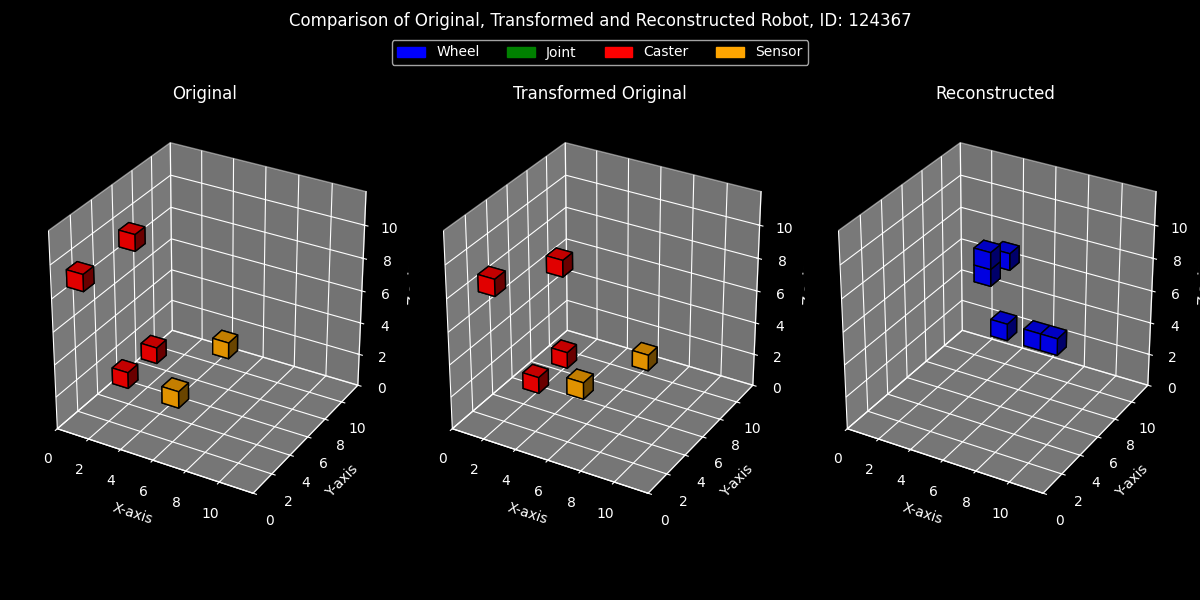 Comparison of Original, Transformed and Reconstructed Robot, ID: 124367
Wheel Joint Caster Sensor
Original Transformed Original Reconstructed
10 10 10
8 8 8
6 6 6
4 4 4
2 2 2
0 0 0
0 2 4 6 8 10 0 2 4 6 8 10 0 2 4 6 8 10
0 2 4 6 8 10 0 2 4 6 8 10 0 2 4 6 8 10
X-axis Y-axis X-axis Y-axis X-axis Y-axis